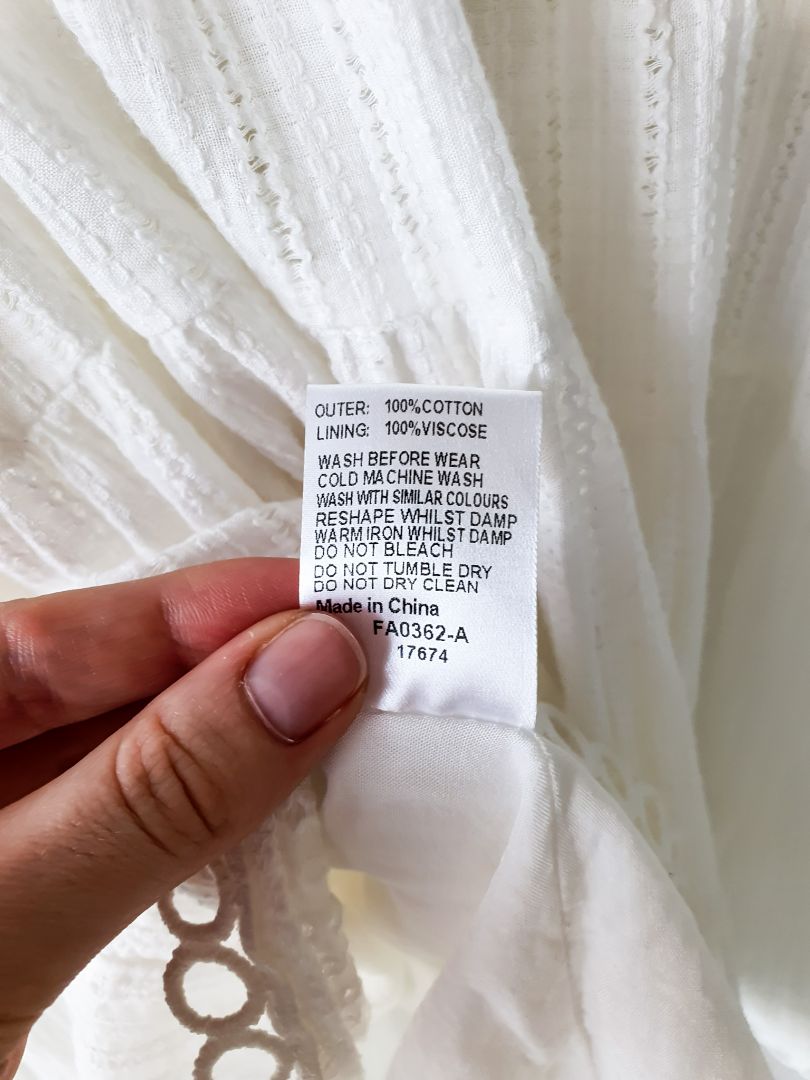 OUTER: 100%COTTON
LINING: 100%VISCOSE
WASH BEFORE WEAR
COLD MACHINE WASH
WASH WITH SIMILAR COLOURS
RESHAPE WHILST DAMP
WARM IRON WHILST DAMP
DO NOT BLEACH
DO NOT TUMBLE DRY
DO NOT DRY CLEAN
Made in China
FA0362-A
17674